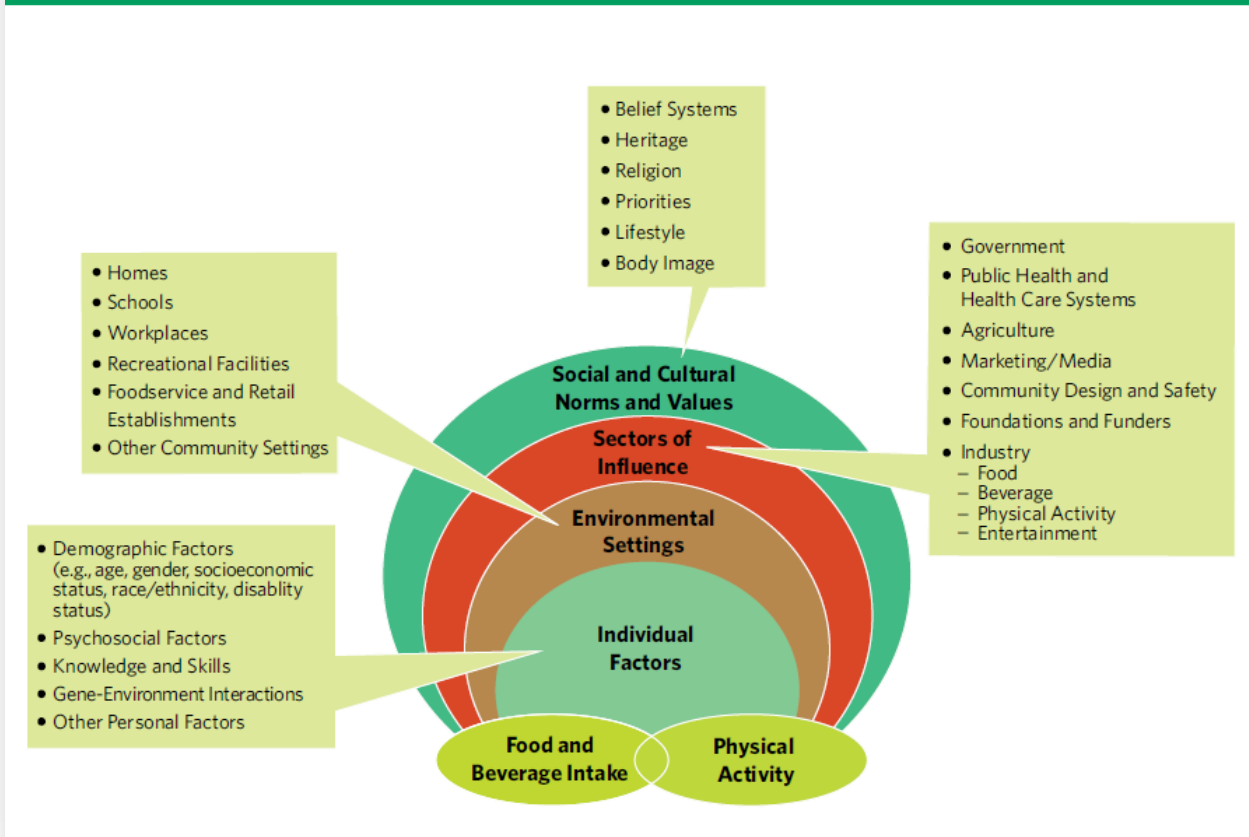 • Belief Systems
• Heritage
• Religion
• Priorities
• Lifestyle
• Body Image
• Homes
• Schools
• Workplaces
• Recreational Facilities
• Foodservice and Retail
Establishments
• Other Community Settings
• Government
• Public Health and
Health Care Systems
• Agriculture
• Marketing/Media
• Community Design and Safety
• Foundations and Funders
• Industry
– Food
– Beverage
– Physical Activity
– Entertainment
• Demographic Factors
(e.g., age, gender, socioeconomic
status, race/ethnicity, disablity
status)
• Psychosocial Factors
• Knowledge and Skills
• Gene-Environment Interactions
• Other Personal Factors
Social and Cultural
Norms and Values
Sectors of
Influence
Environmental
Settings
Individual
Factors
Food and
Beverage Intake
Physical
Activity